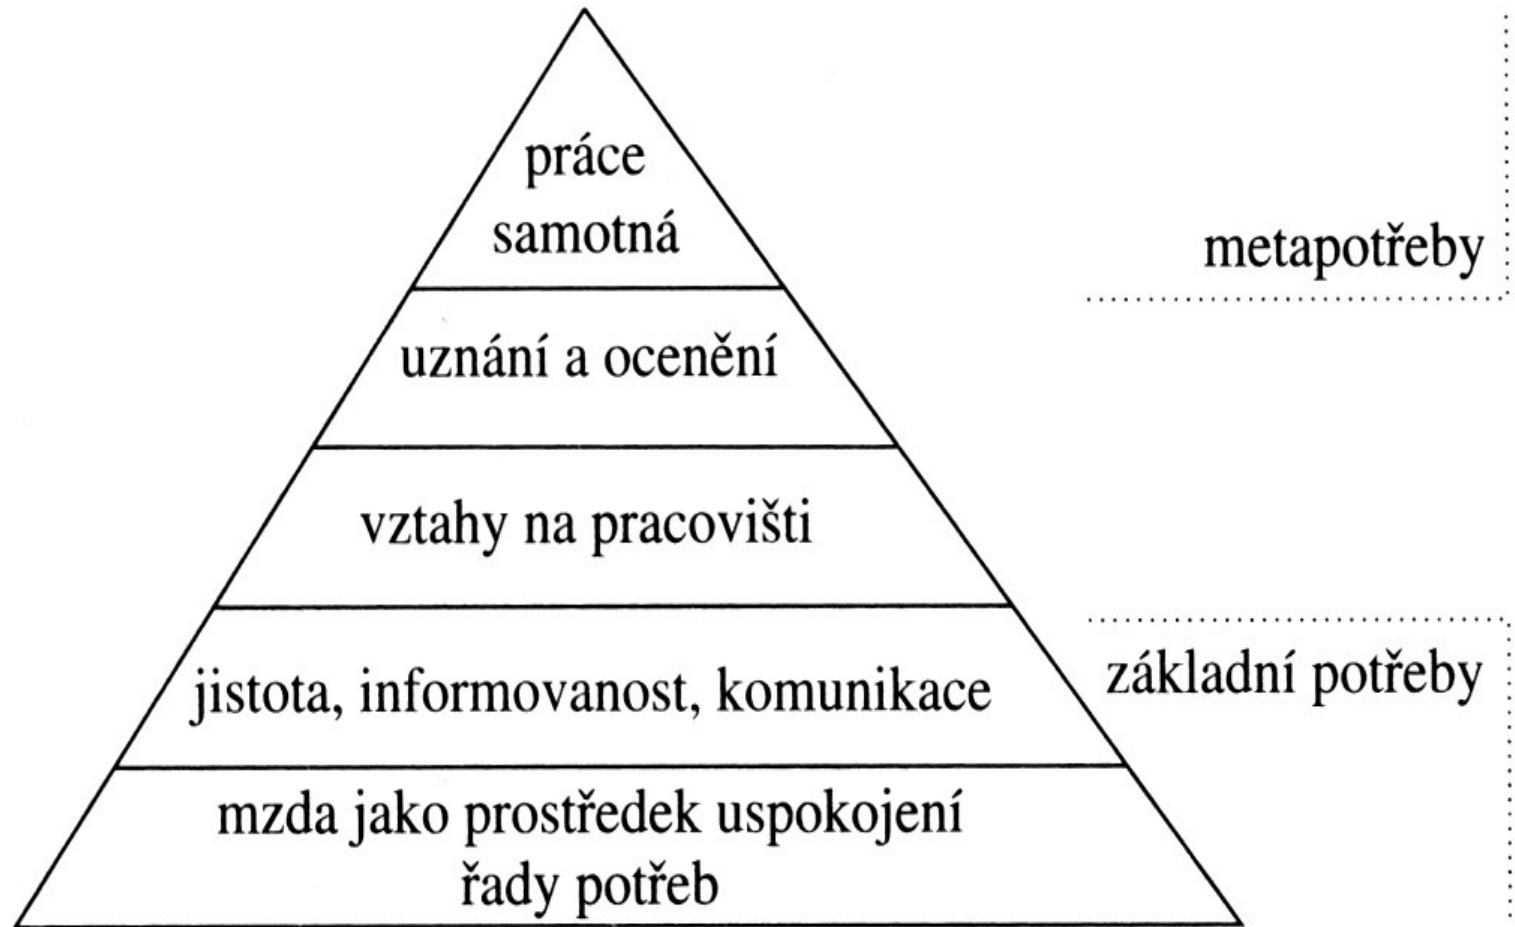 práce
samotná
metapotřeby
uznání a ocenění
vztahy na pracovišti
základní potřeby
jistota, informovanost, komunikace
mzda jako prostředek uspokojení
řady potřeb